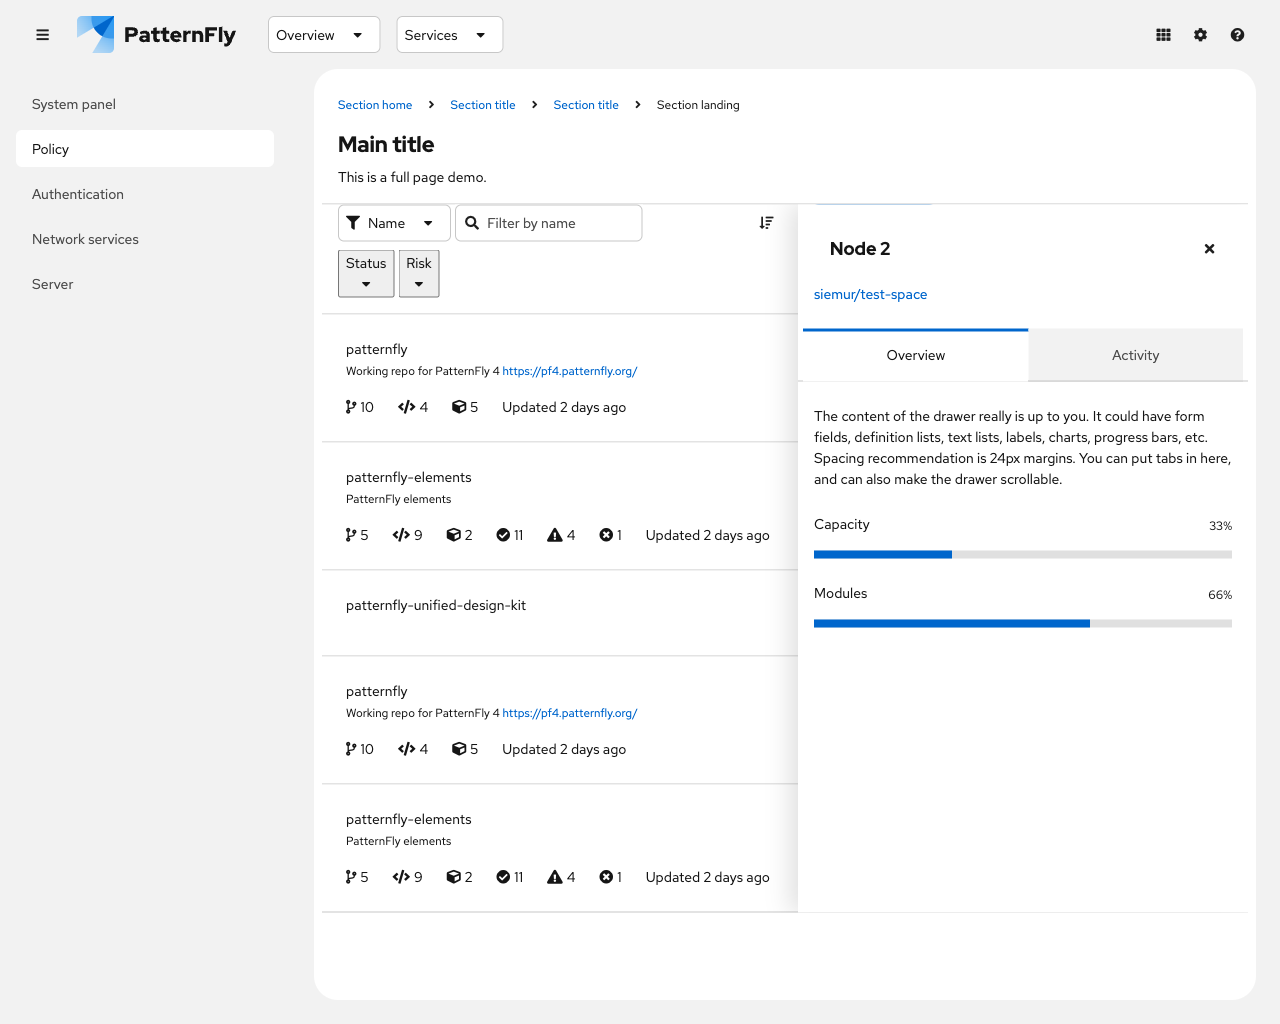 PatternFly
Overview
Services
System panel
Policy
Authentication
Network services
Server
Section home
Section title
Section title
Section landing
Main title
This is a full page demo.
Name
Filter by name
Status
Risk
patternfly
Working repo for PatternFly 4 https://pf4.patternfly.org/
10 4 5 Updated 2 days ago
patternfly-elements
PatternFly elements
5 9 2 11 4 1 Updated 2 days ago
patternfly-unified-design-kit
patternfly
Working repo for PatternFly 4 https://pf4.patternfly.org/
10 4 5 Updated 2 days ago
patternfly-elements
PatternFly elements
5 9 2 11 4 1 Updated 2 days ago
Node 2
siemur/test-space
Overview
Activity
The content of the drawer really is up to you. It could have form
fields, definition lists, text lists, labels, charts, progress bars, etc.
Spacing recommendation is 24px margins. You can put tabs in here,
and can also make the drawer scrollable.
Capacity 33%
Modules 66%